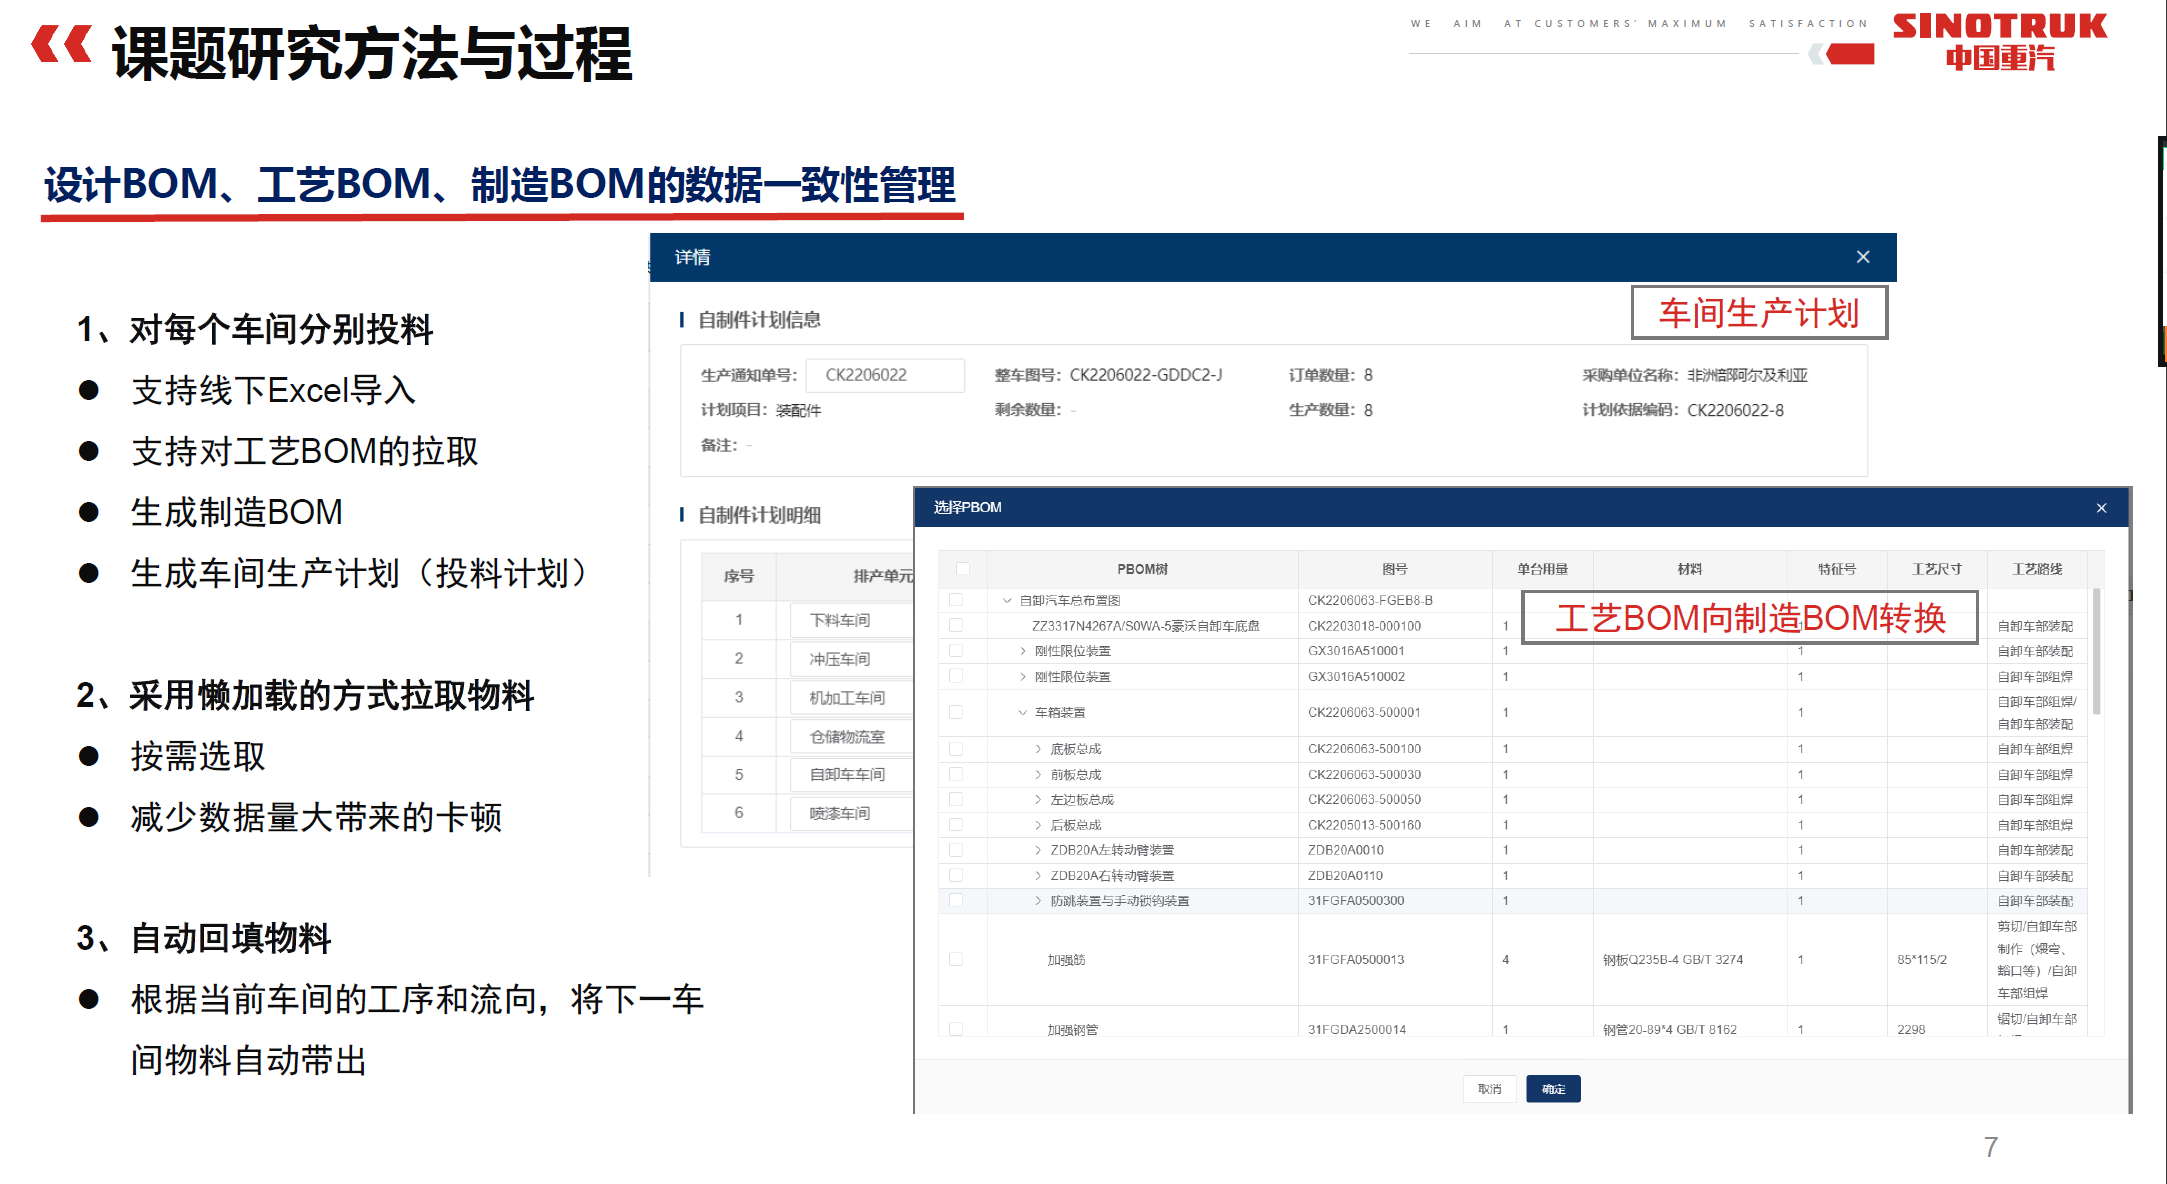 课题研究方法与过程
WE AIM AT CUSTOMERS' MAXIMUM SATISFACTION
SINOTRUK
中国重汽
设计BOM、工艺BOM、制造BOM的数据一致性管理
1、对每个车间分别投料
● 支持线下Excel导入
● 支持对工艺BOM的拉取
● 生成制造BOM
● 生成车间生产计划（投料计划）
2、采用懒加载的方式拉取物料
● 按需选取
● 减少数据量大带来的卡顿
3、自动回填物料
● 根据当前车间的工序和流向，将下一车
间物料自动带出
详情 ×
车间生产计划
自制件计划信息
生产通知单号： CK2206022 整车图号：CK2206022-GDDC2-J 订单数量：8 采购单位名称：非洲部阿尔及利亚
计划项目：装配件 剩余数量：- 生产数量：8 计划依据编码：CK2206022-8
备注：-
自制件计划明细
序号 排产单元
1 下料车间
2 冲压车间
3 机加工车间
4 仓储物流室
5 自卸车车间
6 喷漆车间
选择PBOM ×
PBOM树 图号 单台用量 材料 特征号 工艺尺寸 工艺路线
自卸汽车总布置图 CK2206063-FGEB8-B
工艺BOM向制造BOM转换
ZZ3317N4267A/S0WA-5豪沃自卸车底盘 CK2203018-000100 1 1 自卸车部装配
刚性限位装置 GX3016A510001 1 1 自卸车部装配
刚性限位装置 GX3016A510002 1 1 自卸车部组焊
车箱装置 CK2206063-500001 1 1 自卸车部组焊/
自卸车部装配
底板总成 CK2206063-500100 1 1 自卸车部组焊
前板总成 CK2206063-500030 1 1 自卸车部组焊
左边板总成 CK2206063-500050 1 1 自卸车部组焊
后板总成 CK2205013-500160 1 1 自卸车部组焊
ZDB20A左转动臂装置 ZDB20A0010 1 1 自卸车部装配
ZDB20A右转动臂装置 ZDB20A0110 1 1 自卸车部装配
防跳装置与手动锁钩装置 31FGFA0500300 1 1 自卸车部装配
加强筋 31FGFA0500013 4 钢板Q235B-4 GB/T 3274 1 85*115/2 剪切/自卸车部
制作（煨弯、
豁口等）/自卸
车部组焊
加强钢管 31FGDA2500014 1 钢管20-89*4 GB/T 8162 1 2298 锯切/自卸车部
取消 确定
7